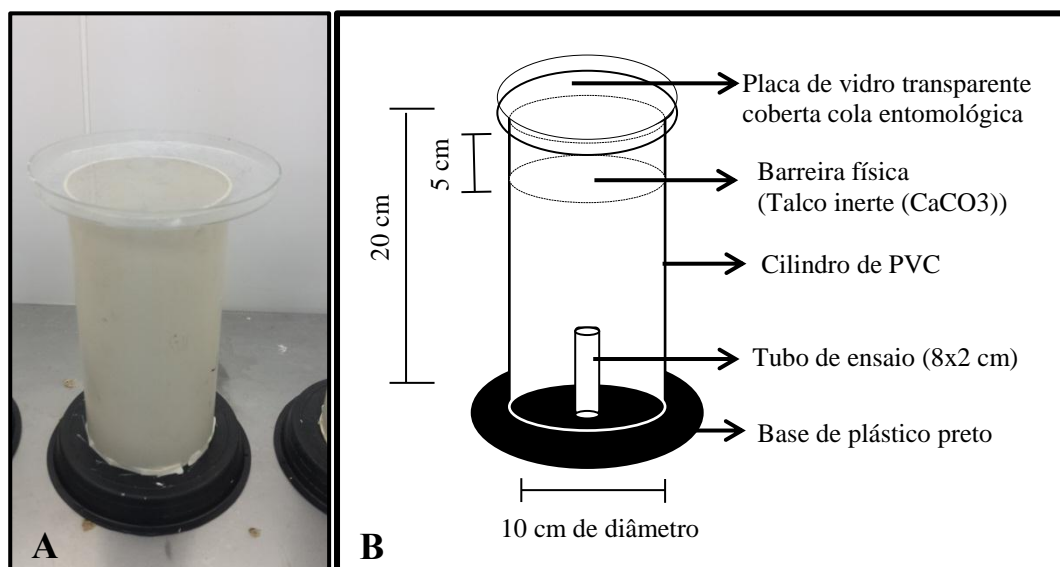 Placa de vidro transparente
coberta cola entomológica
5 cm
Barreira física
(Talco inerte (CaCO3))
20 cm
Cilindro de PVC
Tubo de ensaio (8x2 cm)
Base de plástico preto
10 cm de diâmetro
A
B